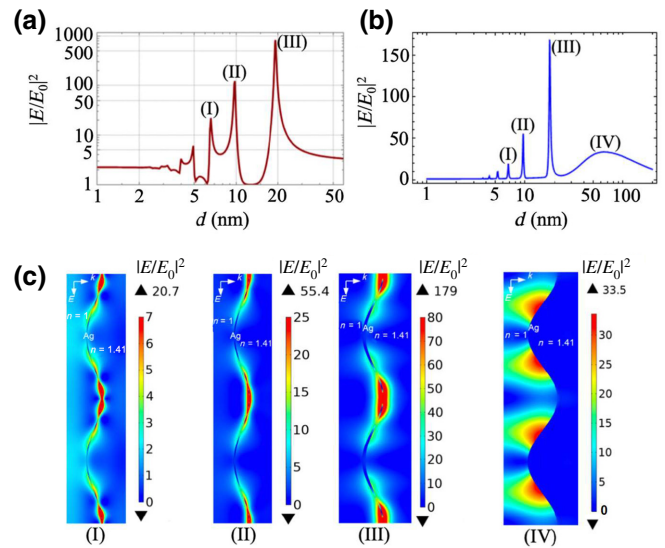 (a)
|E/E₀|²
1000
500
100
50
10
5
1
(I)
(II)
(III)
1
2
5
10
20
50
d (nm)
(b)
|E/E₀|²
150
100
50
0
(I)
(II)
(III)
(IV)
1
5
10
50
100
d (nm)
(c)
k
E
n = 1
Ag
n = 1.41
|E/E₀|²
▲ 20.7
7
6
5
4
3
2
1
0
▼
(I)
k
E
n = 1
Ag
n = 1.41
|E/E₀|²
▲ 55.4
25
20
15
10
5
0
▼
(II)
k
E
n = 1
Ag
n = 1.41
|E/E₀|²
▲ 179
80
70
60
50
40
30
20
10
0
▼
(III)
k
E
n = 1
Ag
n = 1.41
|E/E₀|²
▲ 33.5
30
25
20
15
10
5
0
▼
(IV)